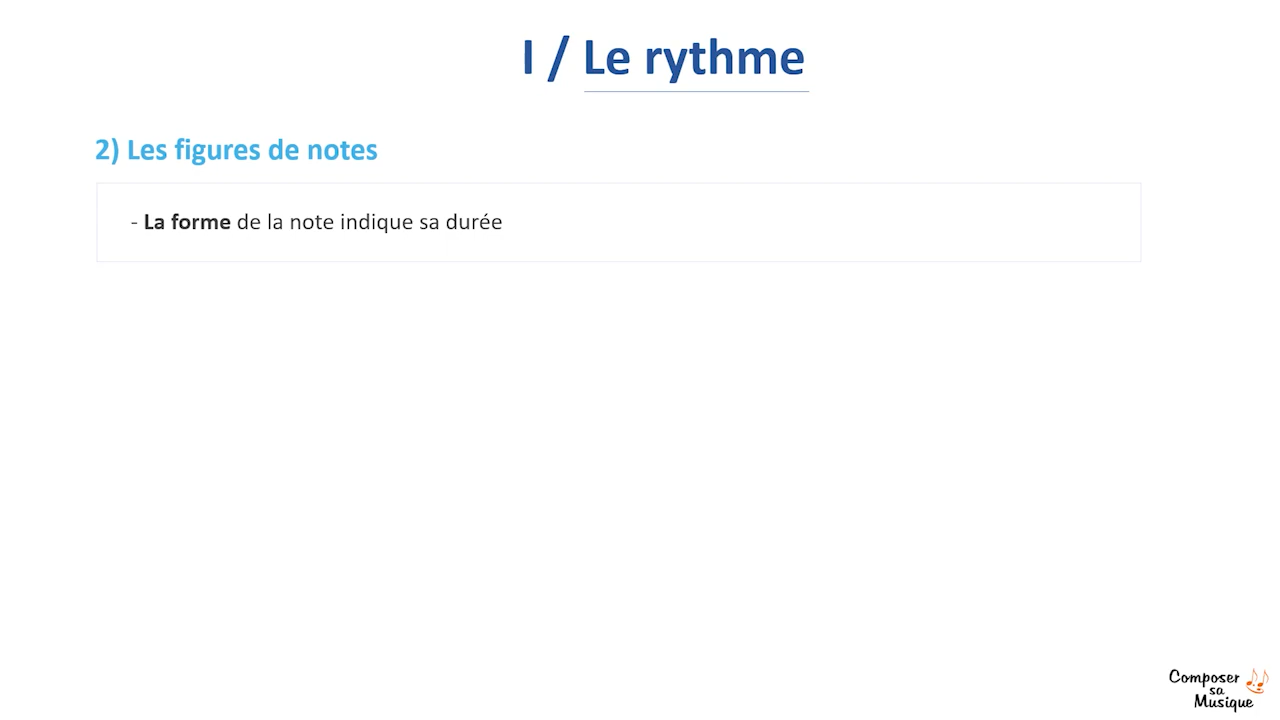 I / Le rythme
2) Les figures de notes
- La forme de la note indique sa durée
Composer
sa
Musique